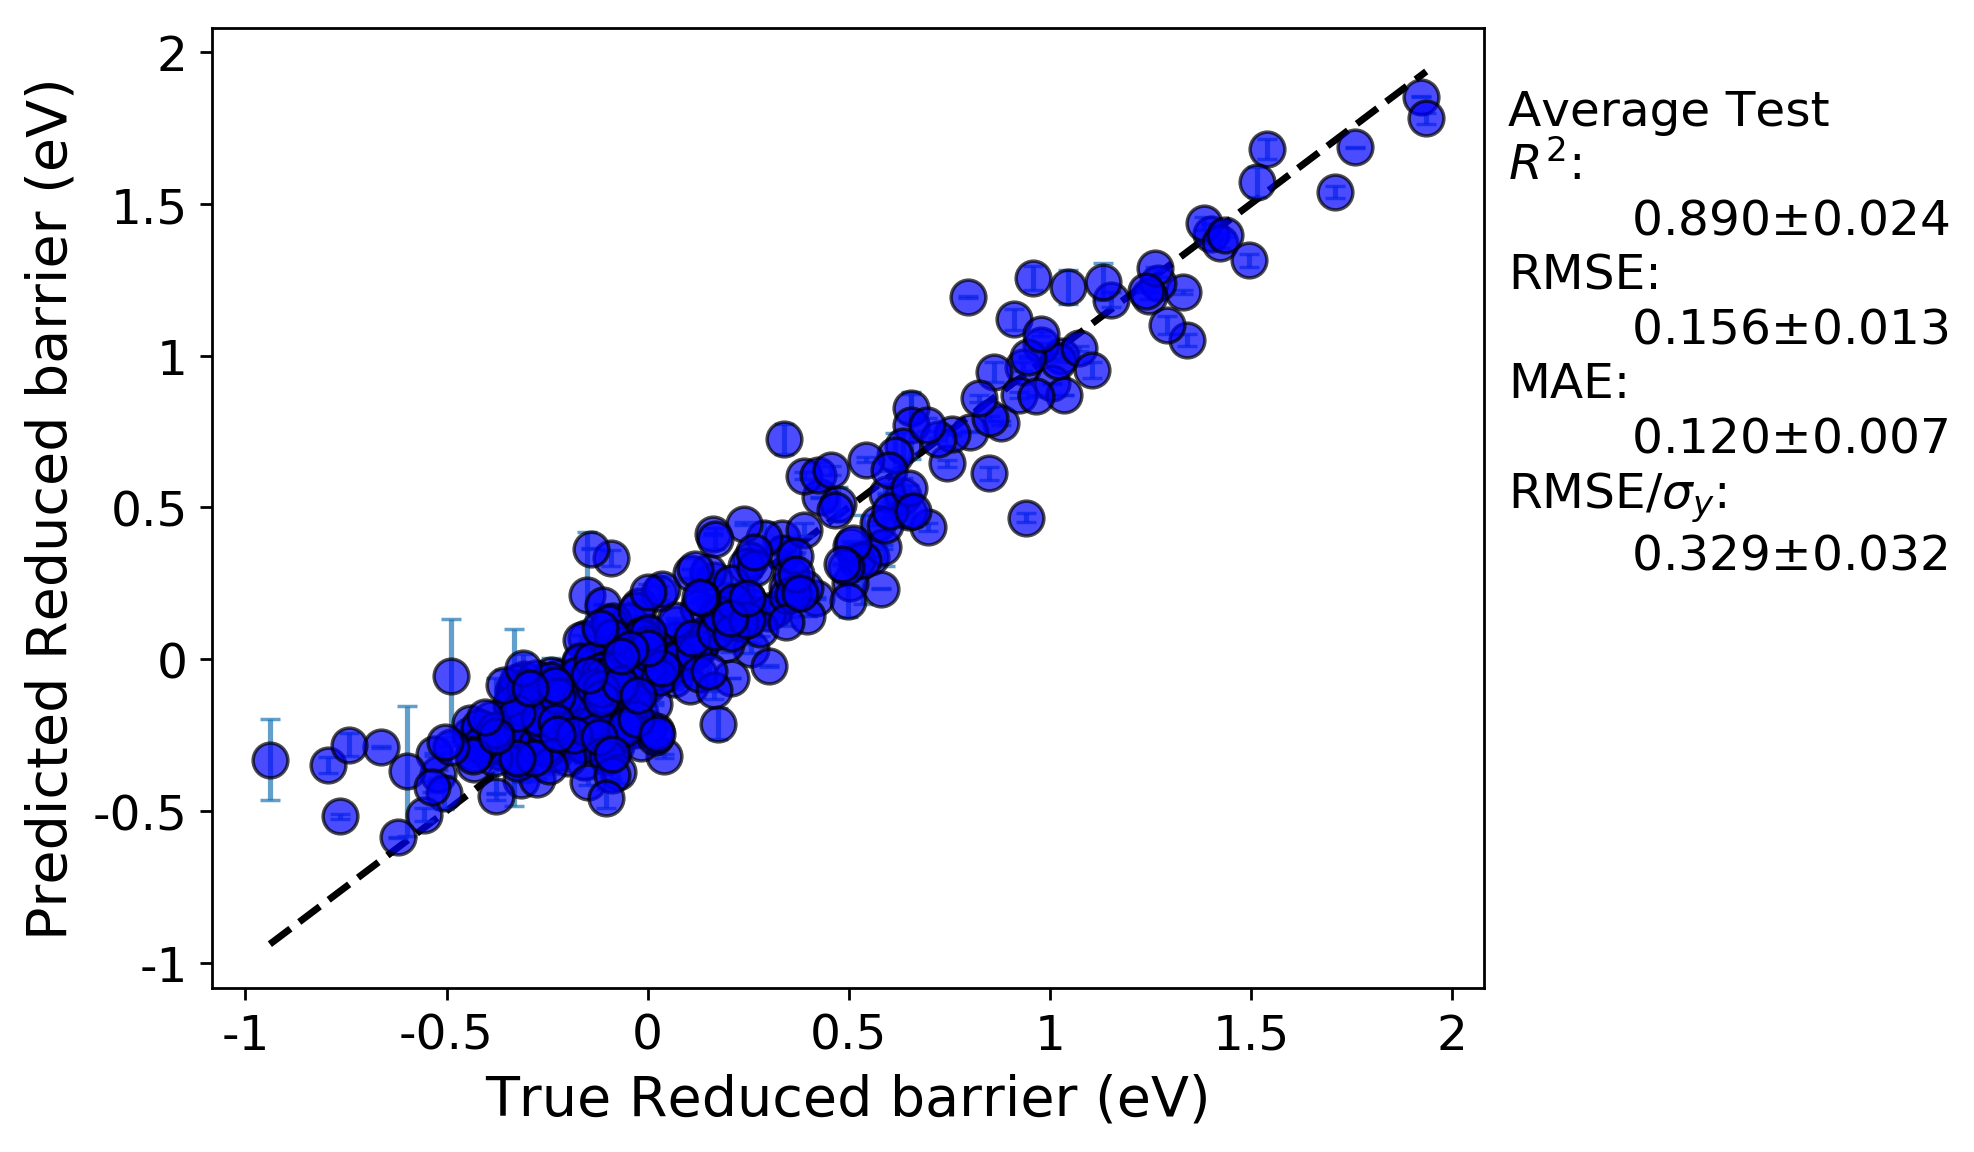 2
1.5
1
0.5
0
-0.5
-1
Predicted Reduced barrier (eV)
-1 -0.5 0 0.5 1 1.5 2
True Reduced barrier (eV)
Average Test
R²:
0.890±0.024
RMSE:
0.156±0.013
MAE:
0.120±0.007
RMSE/σy:
0.329±0.032